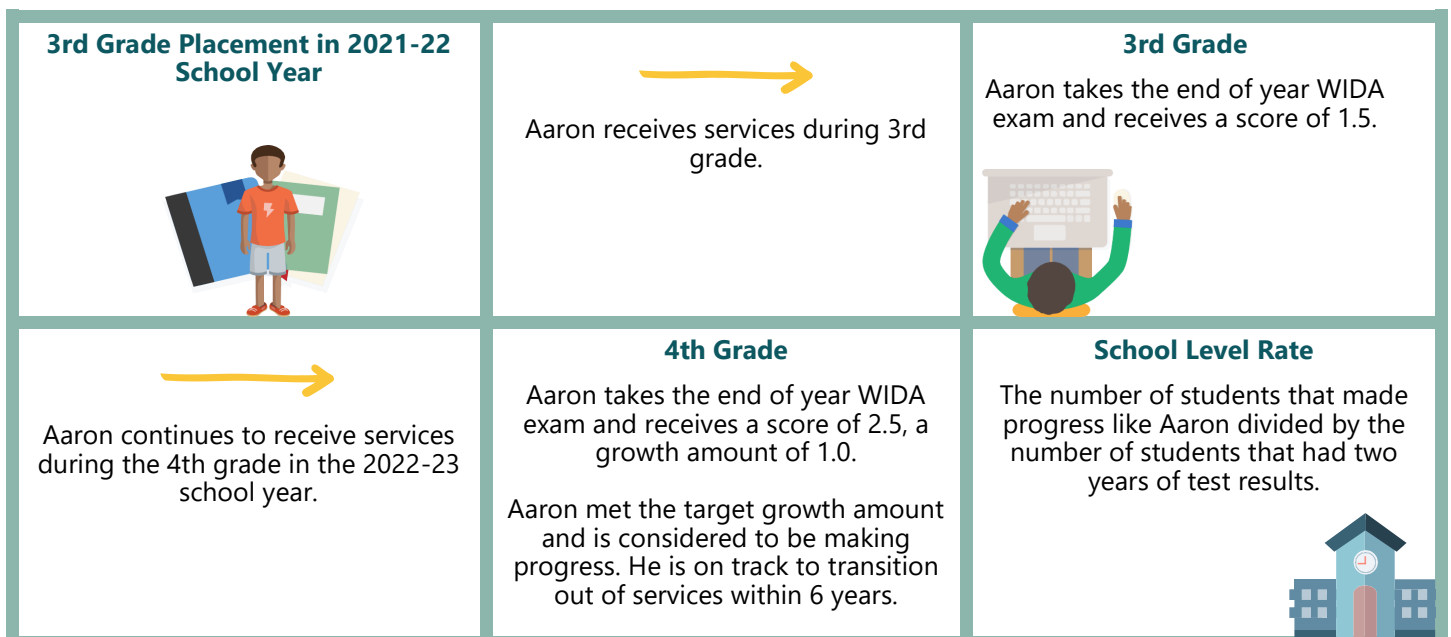 3rd Grade Placement in 2021-22
School Year
Aaron receives services during 3rd
grade.
3rd Grade
Aaron takes the end of year WIDA
exam and receives a score of 1.5.
Aaron continues to receive services
during the 4th grade in the 2022-23
school year.
4th Grade
Aaron takes the end of year WIDA
exam and receives a score of 2.5, a
growth amount of 1.0.
Aaron met the target growth amount
and is considered to be making
progress. He is on track to transition
out of services within 6 years.
School Level Rate
The number of students that made
progress like Aaron divided by the
number of students that had two
years of test results.